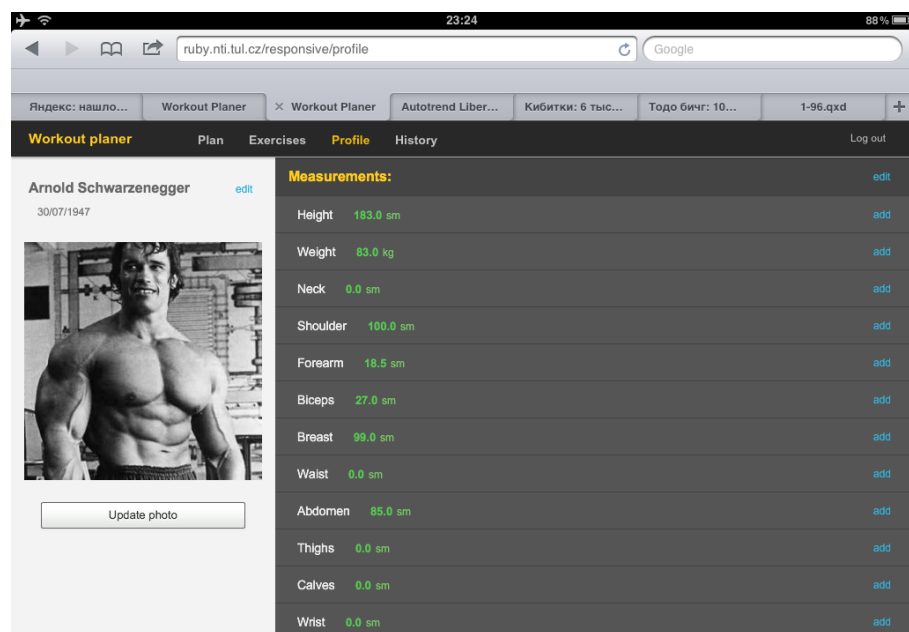 23:24
88 %
ruby.nti.tul.cz/responsive/profile
Google
Яндекс: нашло...
Workout Planer
Workout Planer
Autotrend Liber...
Кибитки: 6 тыс...
Тодо бичг: 10...
1-96.qxd
Workout planer
Plan
Exercises
Profile
History
Log out
Arnold Schwarzenegger edit
30/07/1947
Update photo
Measurements: edit
Height 183.0 sm add
Weight 83.0 kg add
Neck 0.0 sm add
Shoulder 100.0 sm add
Forearm 18.5 sm add
Biceps 27.0 sm add
Breast 99.0 sm add
Waist 0.0 sm add
Abdomen 85.0 sm add
Thighs 0.0 sm add
Calves 0.0 sm add
Wrist 0.0 sm add